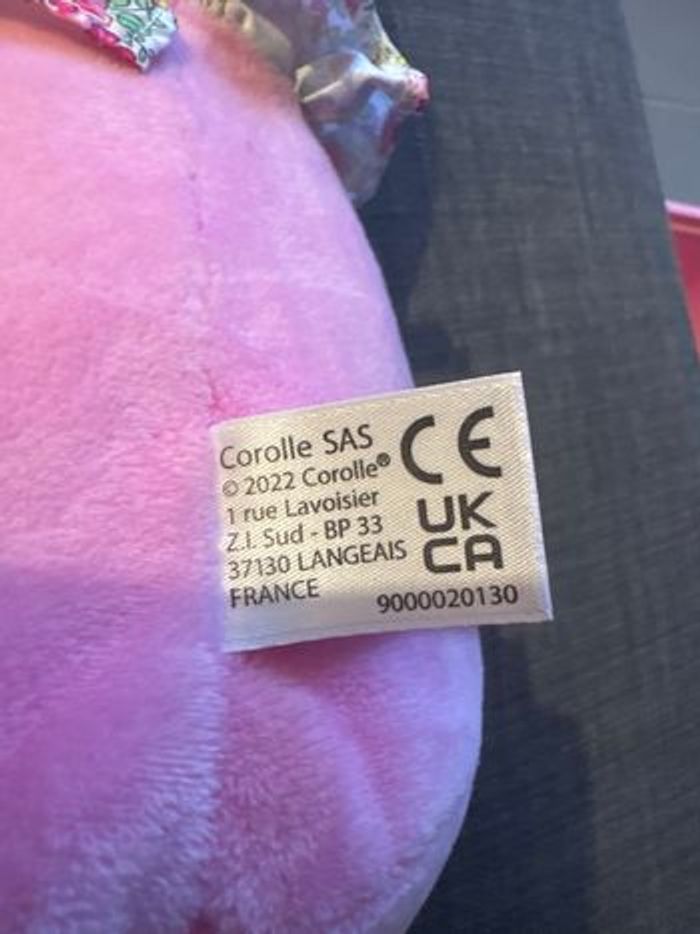 Corolle SAS
© 2022 Corolle®
1 rue Lavoisier
Z.I. Sud - BP 33
37130 LANGEAIS
FRANCE
CE
UK
CA
9000020130